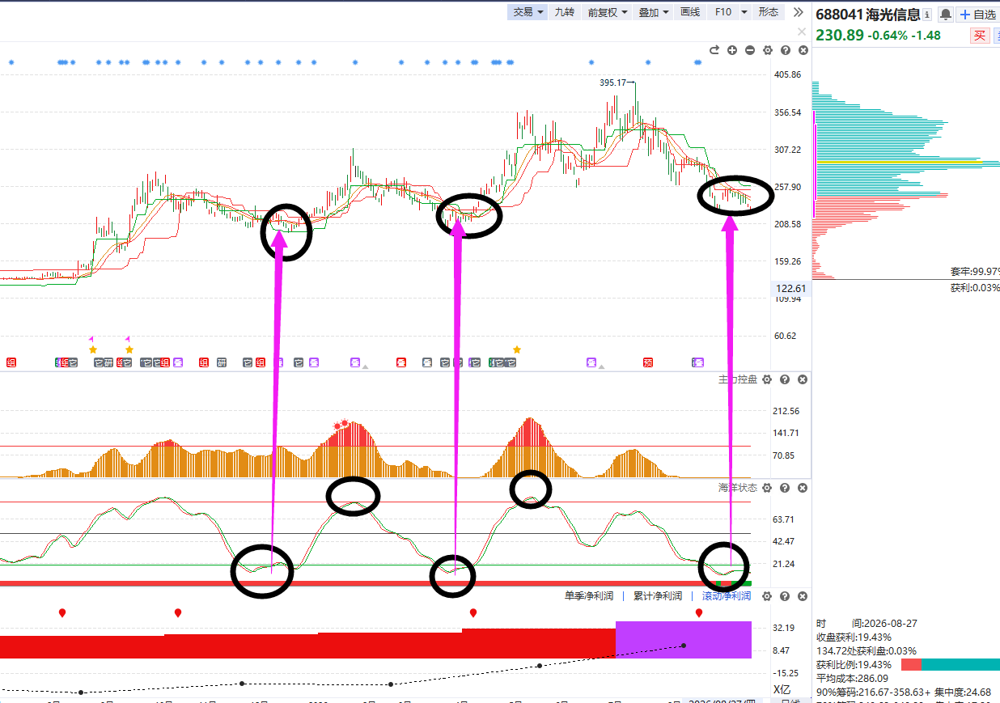 交易 九转 前复权 叠加 画线 F10 形态
688041 海光信息
自选
230.89 -0.64% -1.48
买
405.86
395.17
356.54
307.22
257.90
208.58
159.26
122.61
109.94
60.62
套牢:99.97%
获利:0.03%
主力控盘
212.56
141.71
70.85
海洋状态
63.71
42.47
21.24
单季净利润 | 累计净利润 | 滚动净利润
32.19
8.47
-15.25
X亿
时 间:2026-08-27
收盘获利:19.43%
134.72处获利盘:0.03%
获利比例:19.43%
平均成本:286.09
90%筹码:216.67-358.63+ 集中度:24.68